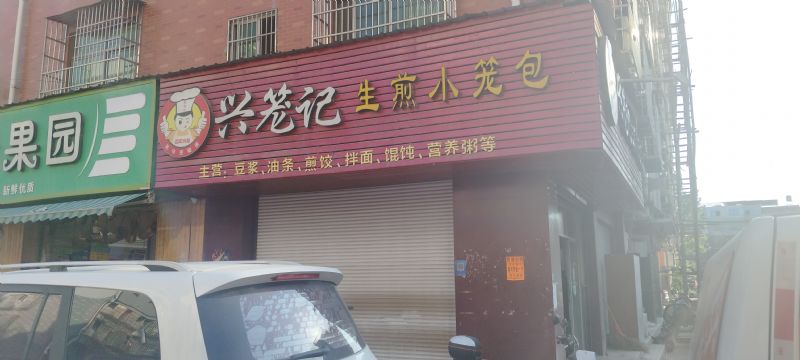 果园
新鲜优质
兴笼记 生煎小笼包
主营：豆浆、油条、煎饺、拌面、馄饨、营养粥等